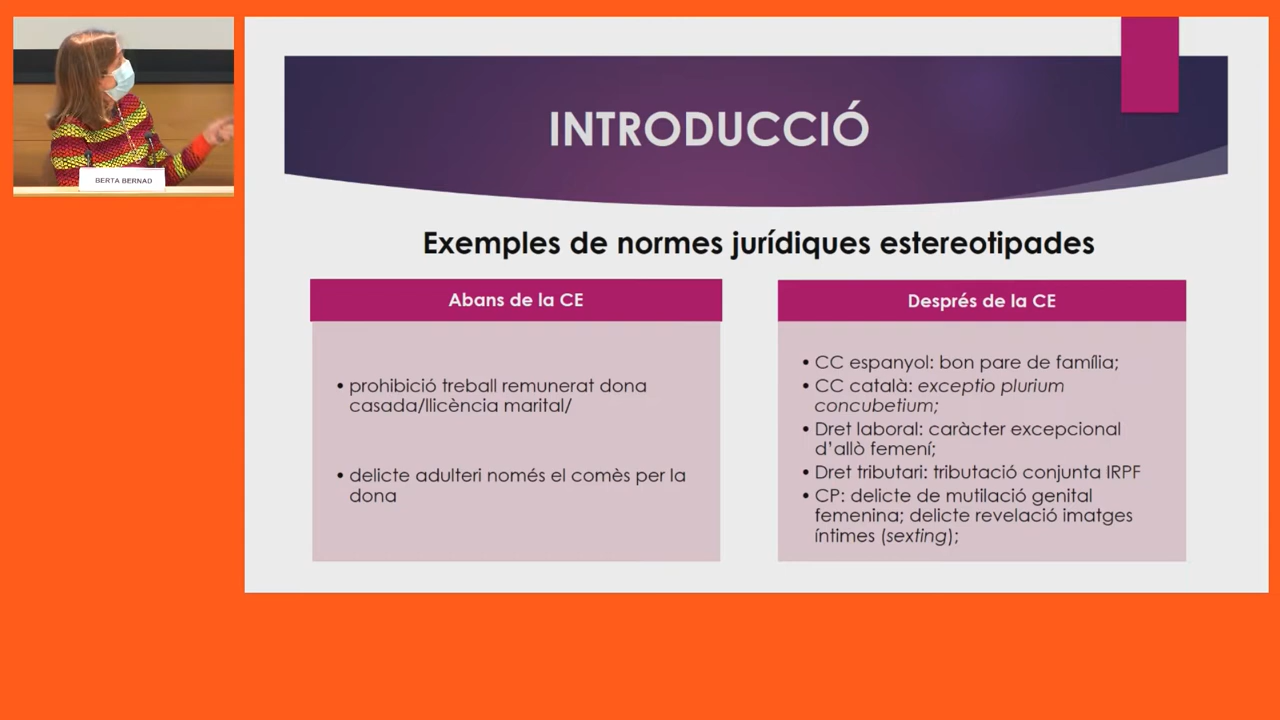 BERTA BERNAD
INTRODUCCIÓ
Exemples de normes jurídiques estereotipades
Abans de la CE
• prohibició treball remunerat dona
casada/llicència marital/
• delicte adulteri només el comès per la
dona
Després de la CE
• CC espanyol: bon pare de família;
• CC català: exceptio plurium
concubetium;
• Dret laboral: caràcter excepcional
d'allò femení;
• Dret tributari: tributació conjunta IRPF
• CP: delicte de mutilació genital
femenina; delicte revelació imatges
íntimes (sexting);